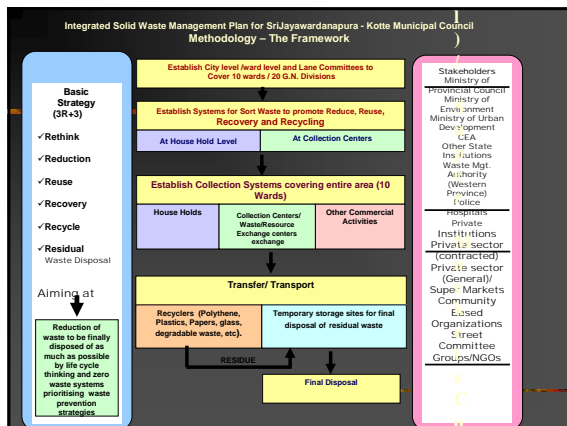 Integrated Solid Waste Management Plan for SriJayawardanapura - Kotte Municipal Council
Methodology – The Framework
Basic
Strategy
(3R+3)
✓Rethink
✓Reduction
✓Reuse
✓Recovery
✓Recycle
✓Residual
Waste Disposal
Aiming at
Reduction of
waste to be finally
disposed of as
much as possible
by life cycle
thinking and zero
waste systems
prioritising waste
prevention
strategies
Establish City level /ward level and Lane Committees to
Cover 10 wards / 20 G.N. Divisions
Establish Systems for Sort Waste to promote Reduce, Reuse,
Recovery and Recycling
At House Hold Level
At Collection Centers
Establish Collection Systems covering entire area (10
Wards)
House Holds
Collection Centers/
Waste/Resource
Exchange centers
exchange
Other Commercial
Activities
Transfer/ Transport
Recyclers (Polythene,
Plastics, Papers, glass,
degradable waste, etc).
Temporary storage sites for final
disposal of residual waste
RESIDUE
Final Disposal
Stakeholders
Ministry of
Provincial Council
Ministry of
Environment
Ministry of Urban
Development
CEA
Other State
Institutions
Waste Mgt.
Authority
(Western
Province)
Police
Hospitals
Private
Institutions
Private sector
(contracted)
Private sector
(General)/
Super Markets
Community
Based
Organizations
Street
Committee
Groups/NGOs